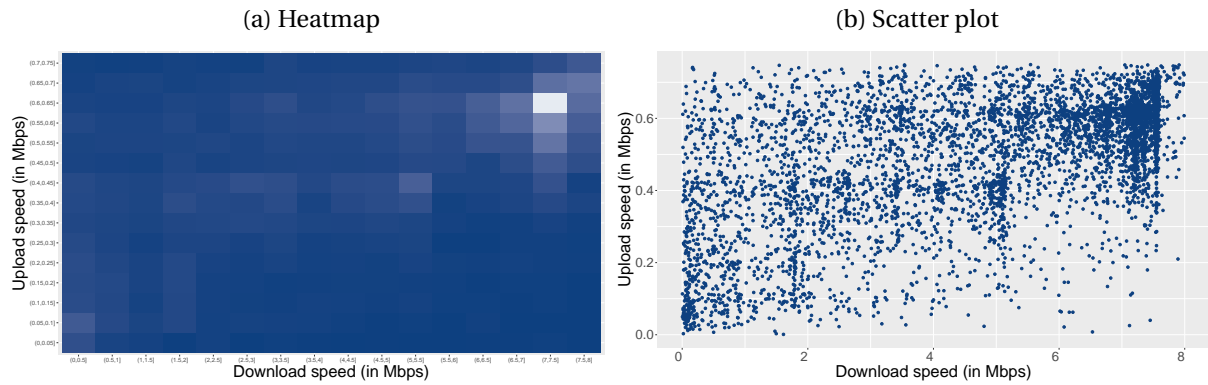 (a) Heatmap
Upload speed (in Mbps)
(0.7,0.75]
(0.65,0.7]
(0.6,0.65]
(0.55,0.6]
(0.5,0.55]
(0.45,0.5]
(0.4,0.45]
(0.35,0.4]
(0.3,0.35]
(0.25,0.3]
(0.2,0.25]
(0.15,0.2]
(0.1,0.15]
(0.05,0.1]
(0,0.05]
(0,0.5] (0.5,1] (1,1.5] (1.5,2] (2,2.5] (2.5,3] (3,3.5] (3.5,4] (4,4.5] (4.5,5] (5,5.5] (5.5,6] (6,6.5] (6.5,7] (7,7.5] (7.5,8]
Download speed (in Mbps)
(b) Scatter plot
Upload speed (in Mbps)
0.6
0.4
0.2
0.0
0 2 4 6 8
Download speed (in Mbps)